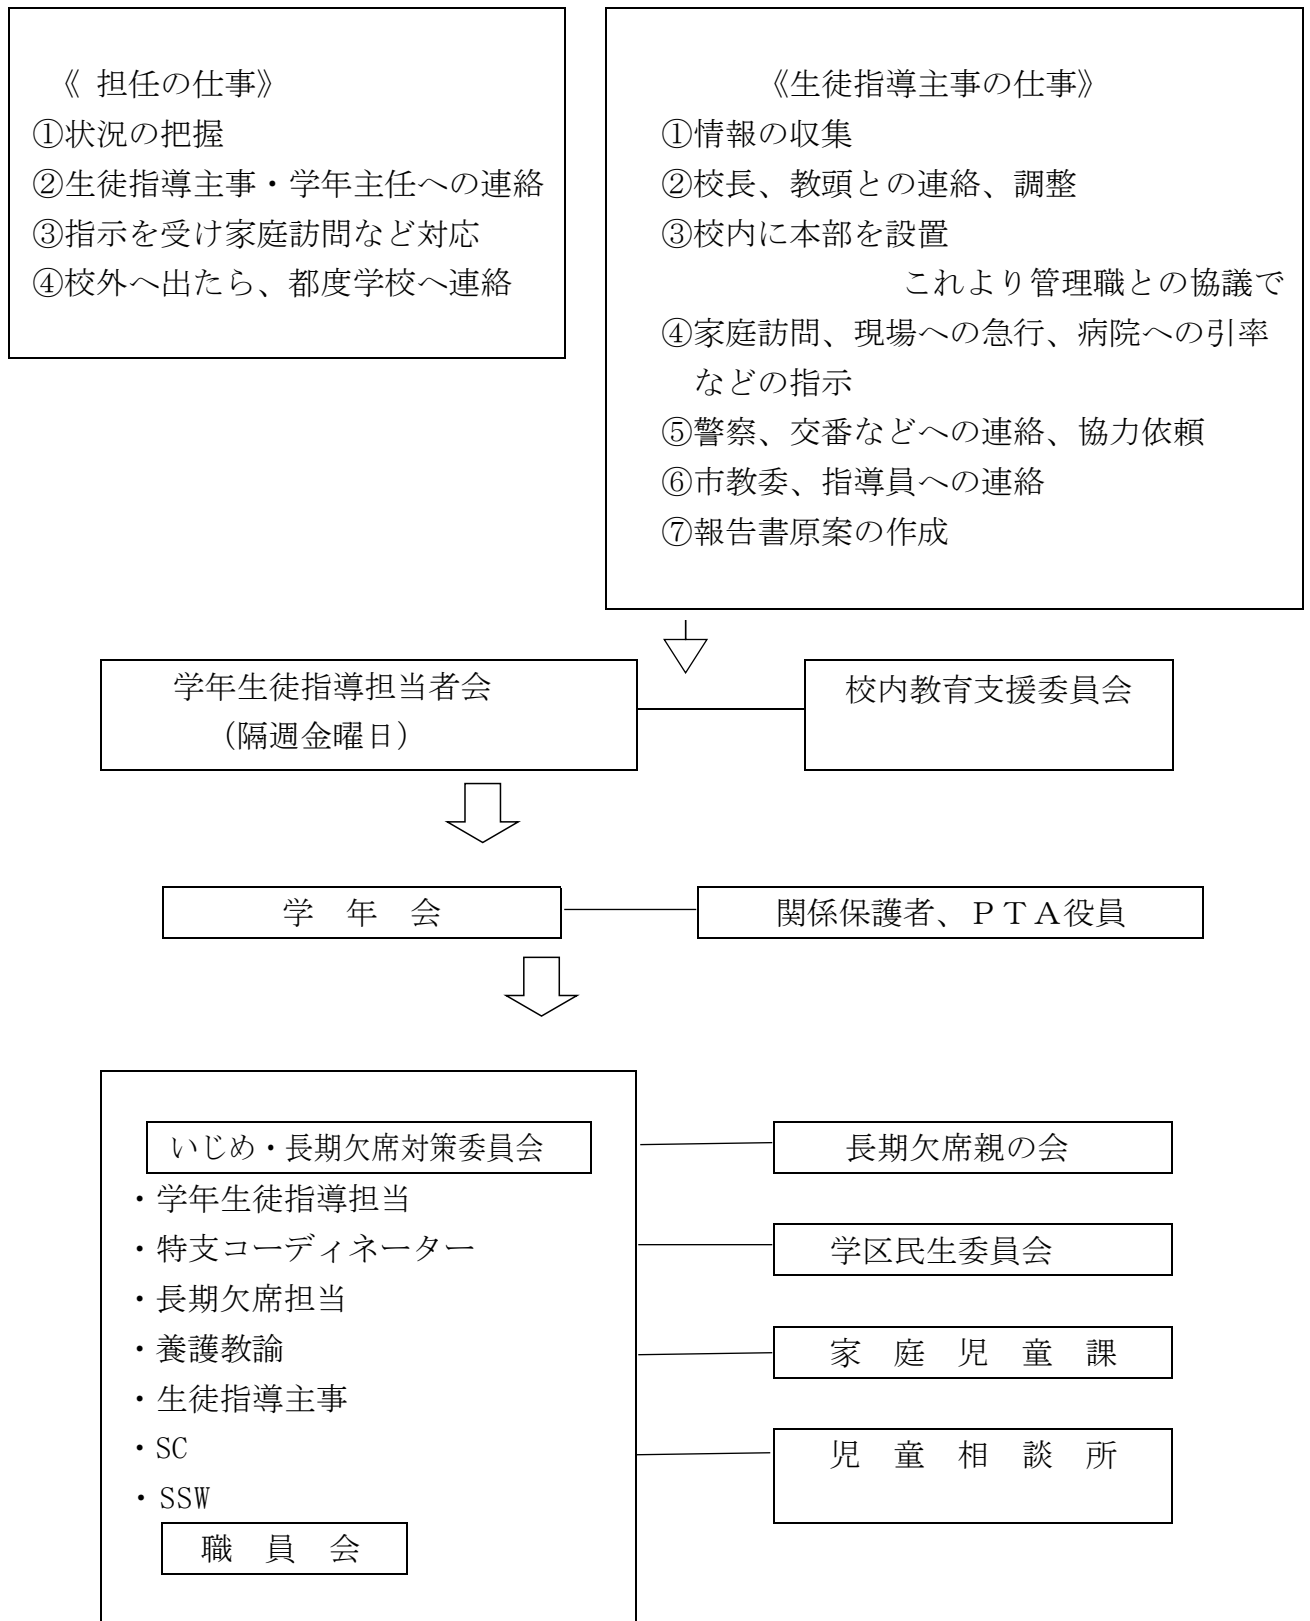 《 担任の仕事》
①状況の把握
②生徒指導主事・学年主任への連絡
③指示を受け家庭訪問など対応
④校外へ出たら、都度学校へ連絡
《生徒指導主事の仕事》
①情報の収集
②校長、教頭との連絡、調整
③校内に本部を設置
これより管理職との協議で
④家庭訪問、現場への急行、病院への引率
などの指示
⑤警察、交番などへの連絡、協力依頼
⑥市教委、指導員への連絡
⑦報告書原案の作成
学年生徒指導担当者会
（隔週金曜日）
校内教育支援委員会
学　年　会
関係保護者、ＰＴＡ役員
いじめ・長期欠席対策委員会
・学年生徒指導担当
・特支コーディネーター
・長期欠席担当
・養護教諭
・生徒指導主事
・SC
・SSW
職　員　会
長期欠席親の会
学区民生委員会
家　庭　児　童　課
児　童　相　談　所